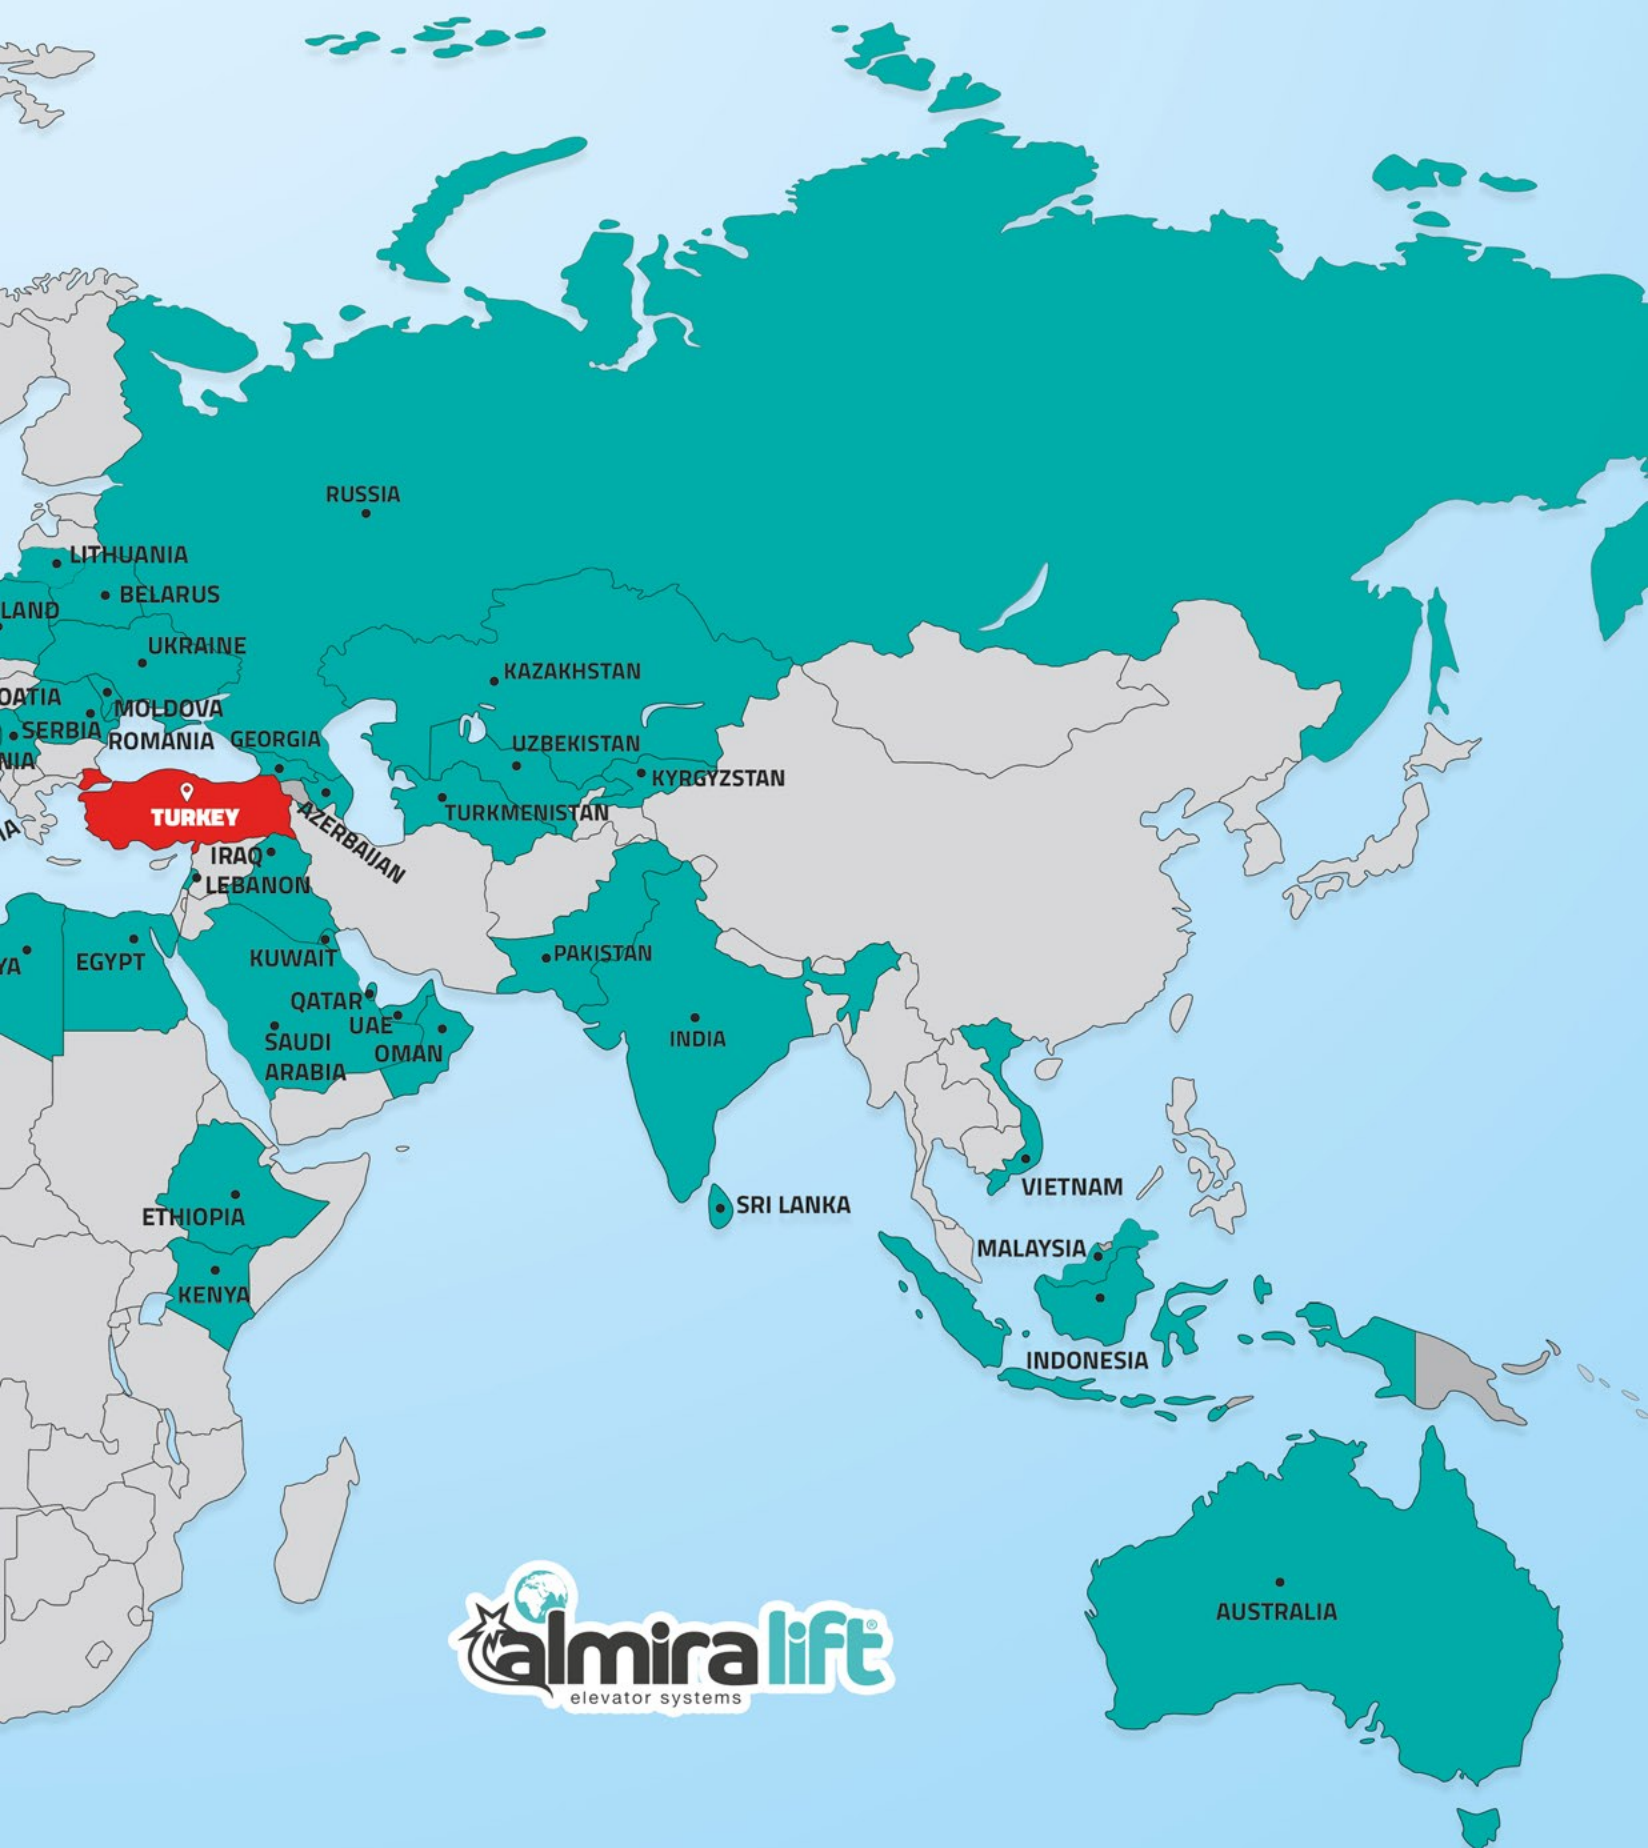 RUSSIA
LITHUANIA
BELARUS
LAND
UKRAINE
KAZAKHSTAN
OATIA
MOLDOVA
SERBIA
ROMANIA
GEORGIA
UZBEKISTAN
NIA
KYRGYZSTAN
TURKMENISTAN
TURKEY
AZERBAIJAN
IA
IRAQ
LEBANON
EGYPT
YA
KUWAIT
PAKISTAN
QATAR
UAE
SAUDI
ARABIA
OMAN
INDIA
VIETNAM
SRI LANKA
ETHIOPIA
MALAYSIA
KENYA
INDONESIA
AUSTRALIA
almira lift®
elevator systems